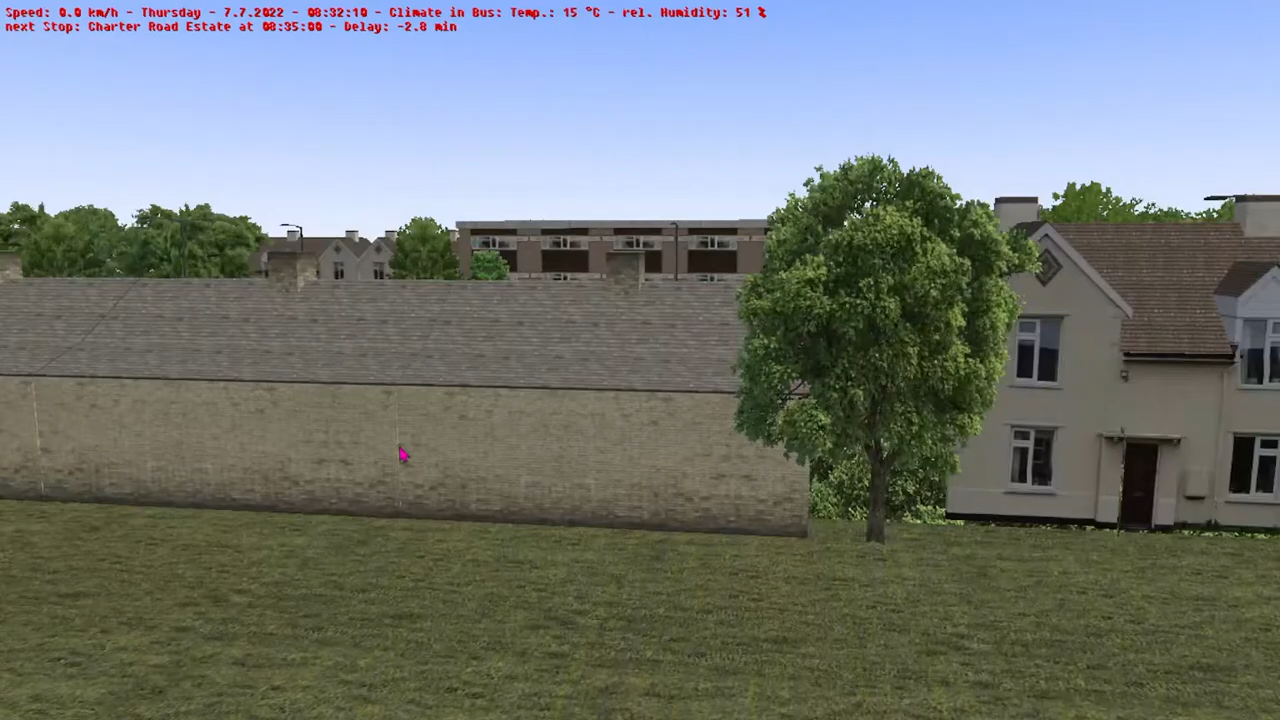 Speed: 0.0 km/h - Thursday - 7.7.2022 - 08:32:10 - Climate in Bus: Temp.: 15 °C - rel. Humidity: 51 %
next Stop: Charter Road Estate at 08:35:00 - Delay: -2.8 min